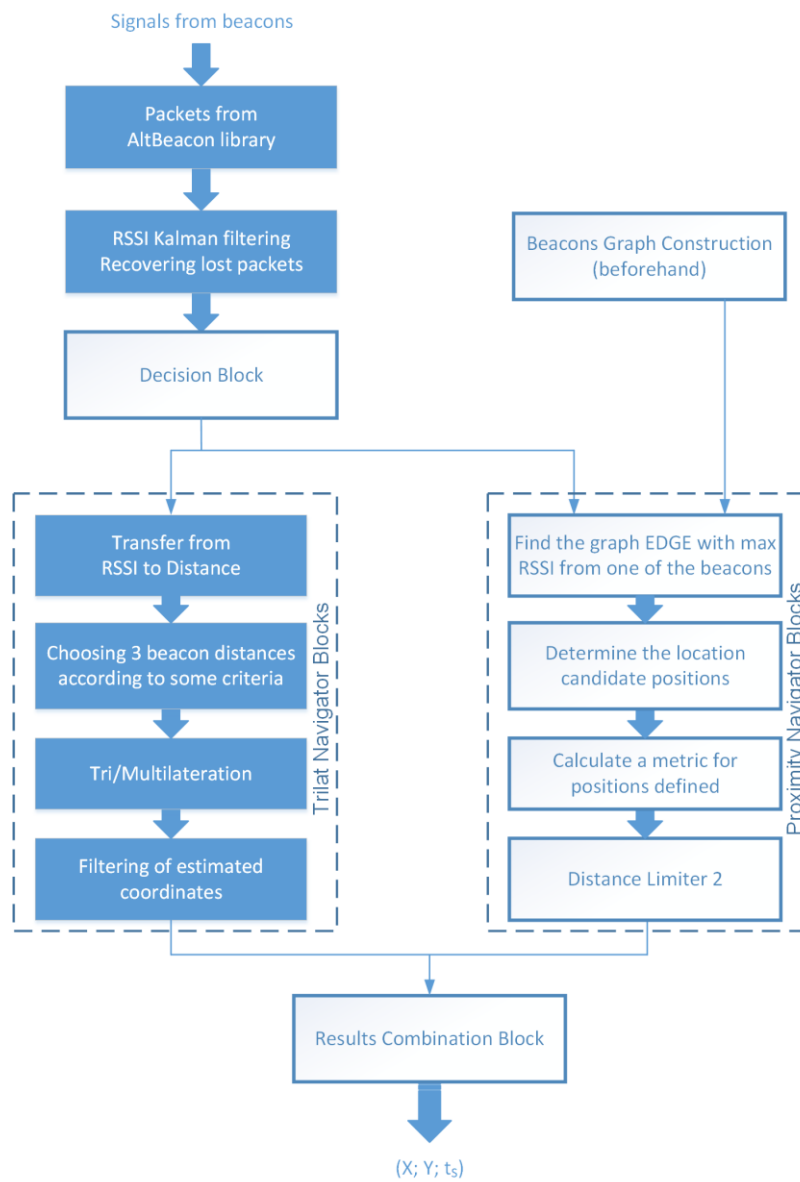 Signals from beacons
Packets from
AltBeacon library
RSSI Kalman filtering
Recovering lost packets
Beacons Graph Construction
(beforehand)
Decision Block
Transfer from
RSSI to Distance
Choosing 3 beacon distances
according to some criteria
Tri/Multilateration
Filtering of estimated
coordinates
Trilat Navigator Blocks
Find the graph EDGE with max
RSSI from one of the beacons
Determine the location
candidate positions
Calculate a metric for
positions defined
Distance Limiter 2
Proximity Navigator Blocks
Results Combination Block
(X; Y; ts)